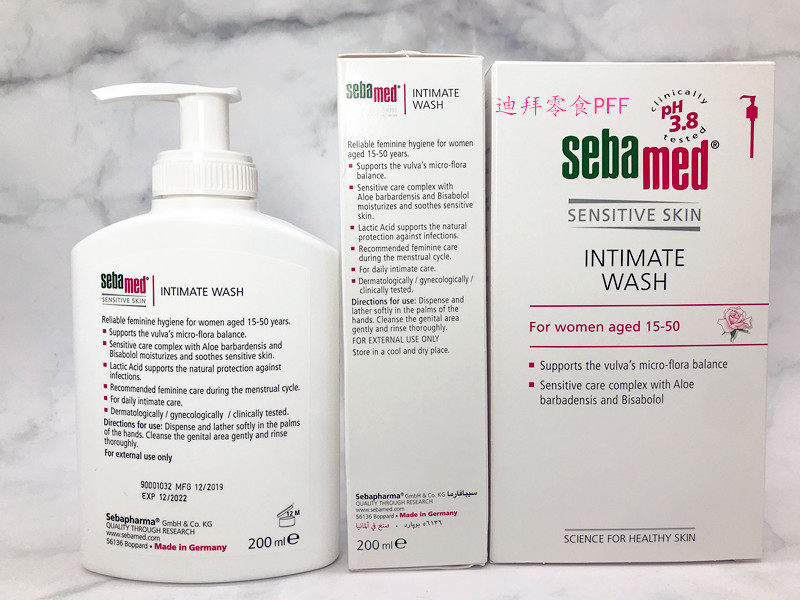 sebamed®
SENSITIVE SKIN
INTIMATE WASH
Reliable feminine hygiene for women aged 15-50 years.
Supports the vulva's micro-flora balance.
Sensitive care complex with Aloe barbardensis and
Bisabolol moisturizes and soothes sensitive skin.
Lactic Acid supports the natural protection against
infections.
Recommended feminine care during the menstrual cycle.
For daily intimate care.
Dermatologically / gynecologically / clinically tested.
Directions for use: Dispense and lather softly in the palms
of the hands. Cleanse the genital area gently and rinse
thoroughly.
For external use only
90001032 MFG 12/2019
EXP 12/2022
Sebapharma® GmbH & Co. KG
QUALITY THROUGH RESEARCH
www.sebamed.com
56136 Boppard • Made in Germany
12 M
200 ml e
sebamed®
INTIMATE
WASH
Reliable feminine hygiene for women
aged 15-50 years.
Supports the vulva's micro-flora
balance.
Sensitive care complex with
Aloe barbardensis and Bisabolol
moisturizes and soothes sensitive
skin.
Lactic Acid supports the natural
protection against infections.
Recommended feminine care
during the menstrual cycle.
For daily intimate care.
Dermatologically / gynecologically /
clinically tested.
Directions for use: Dispense and
lather softly in the palms of the
hands. Cleanse the genital area
gently and rinse thoroughly.
FOR EXTERNAL USE ONLY
Store in a cool and dry place.
Sebapharma® GmbH & Co. KG سيبافارما
QUALITY THROUGH RESEARCH
www.sebamed.com
56136 Boppard • Made in Germany
٥٦١٣٦ بوبارد • صنع في ألمانيا
200 ml e
迪拜零食PFF
clinically
pH
3.8
tested
sebamed®
SENSITIVE SKIN
INTIMATE
WASH
For women aged 15-50
Supports the vulva's micro-flora balance
Sensitive care complex with Aloe
barbadensis and Bisabolol
SCIENCE FOR HEALTHY SKIN